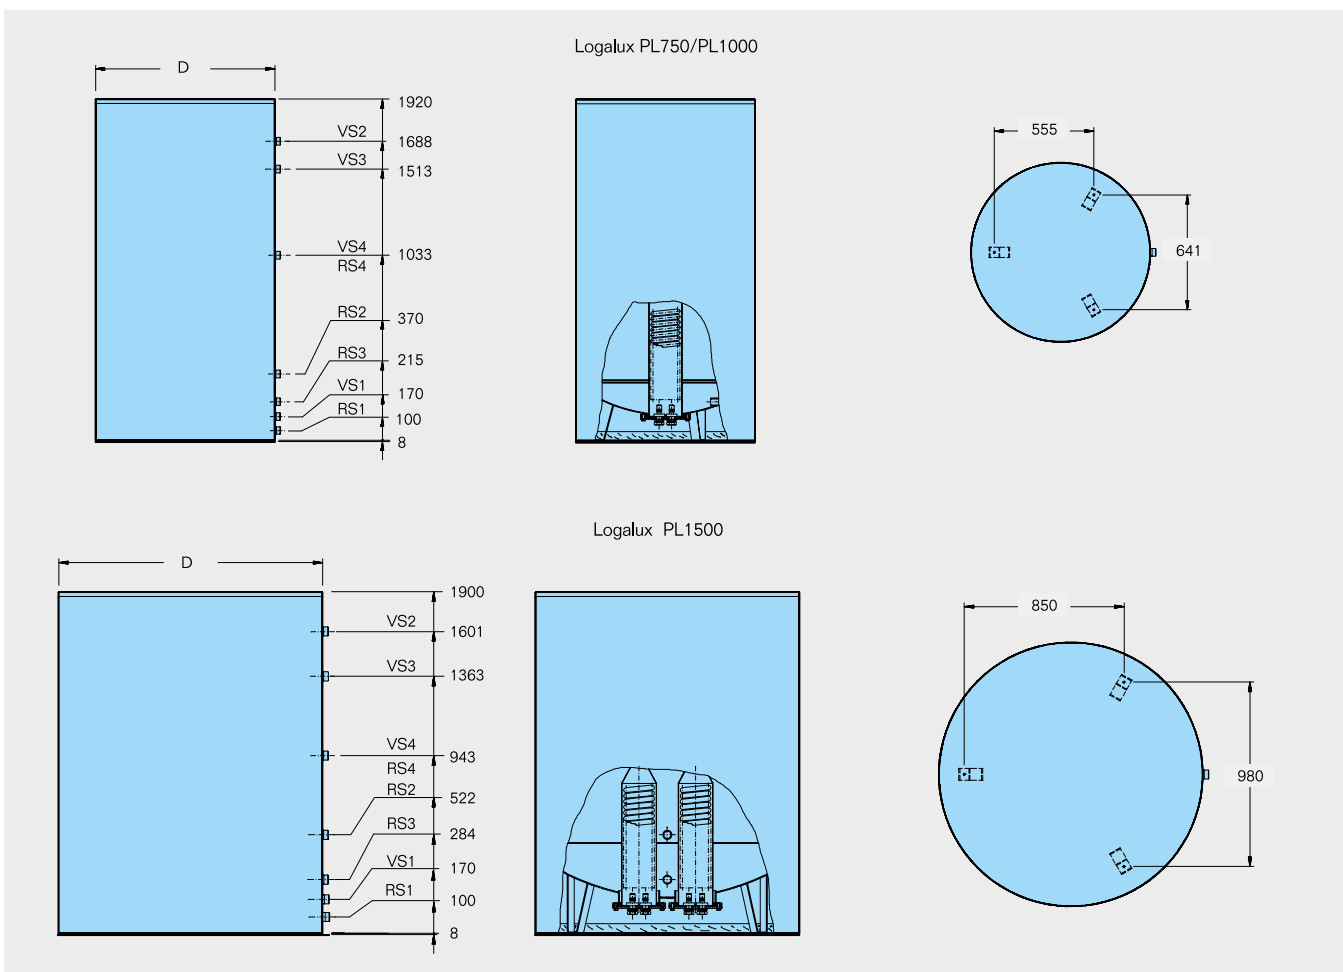 Logalux PL750/PL1000
D
1920
VS2
1688
VS3
1513
VS4
1033
RS4
RS2
370
RS3
215
VS1
170
RS1
100
8
555
641
Logalux PL1500
D
1900
VS2
1601
VS3
1363
VS4
943
RS4
RS2
522
RS3
284
VS1
170
RS1
100
8
850
980